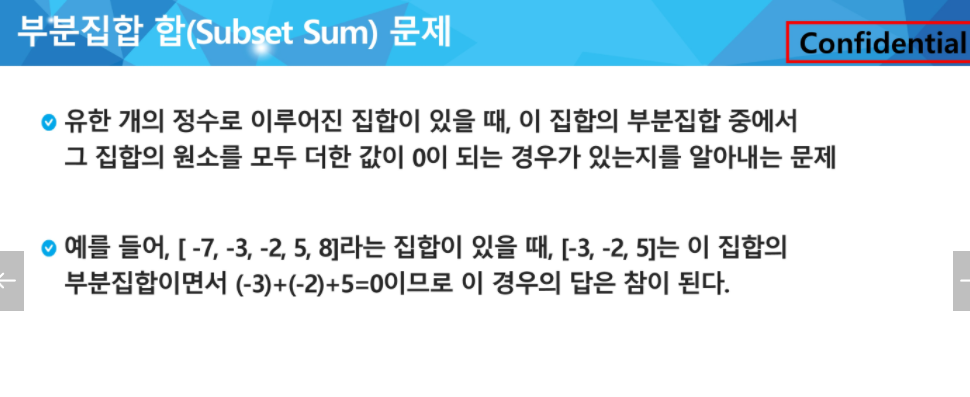 부분집합 합(Subset Sum) 문제
Confidential
유한 개의 정수로 이루어진 집합이 있을 때, 이 집합의 부분집합 중에서
그 집합의 원소를 모두 더한 값이 0이 되는 경우가 있는지를 알아내는 문제
예를 들어, [ -7, -3, -2, 5, 8]라는 집합이 있을 때, [-3, -2, 5]는 이 집합의
부분집합이면서 (-3)+(-2)+5=0이므로 이 경우의 답은 참이 된다.